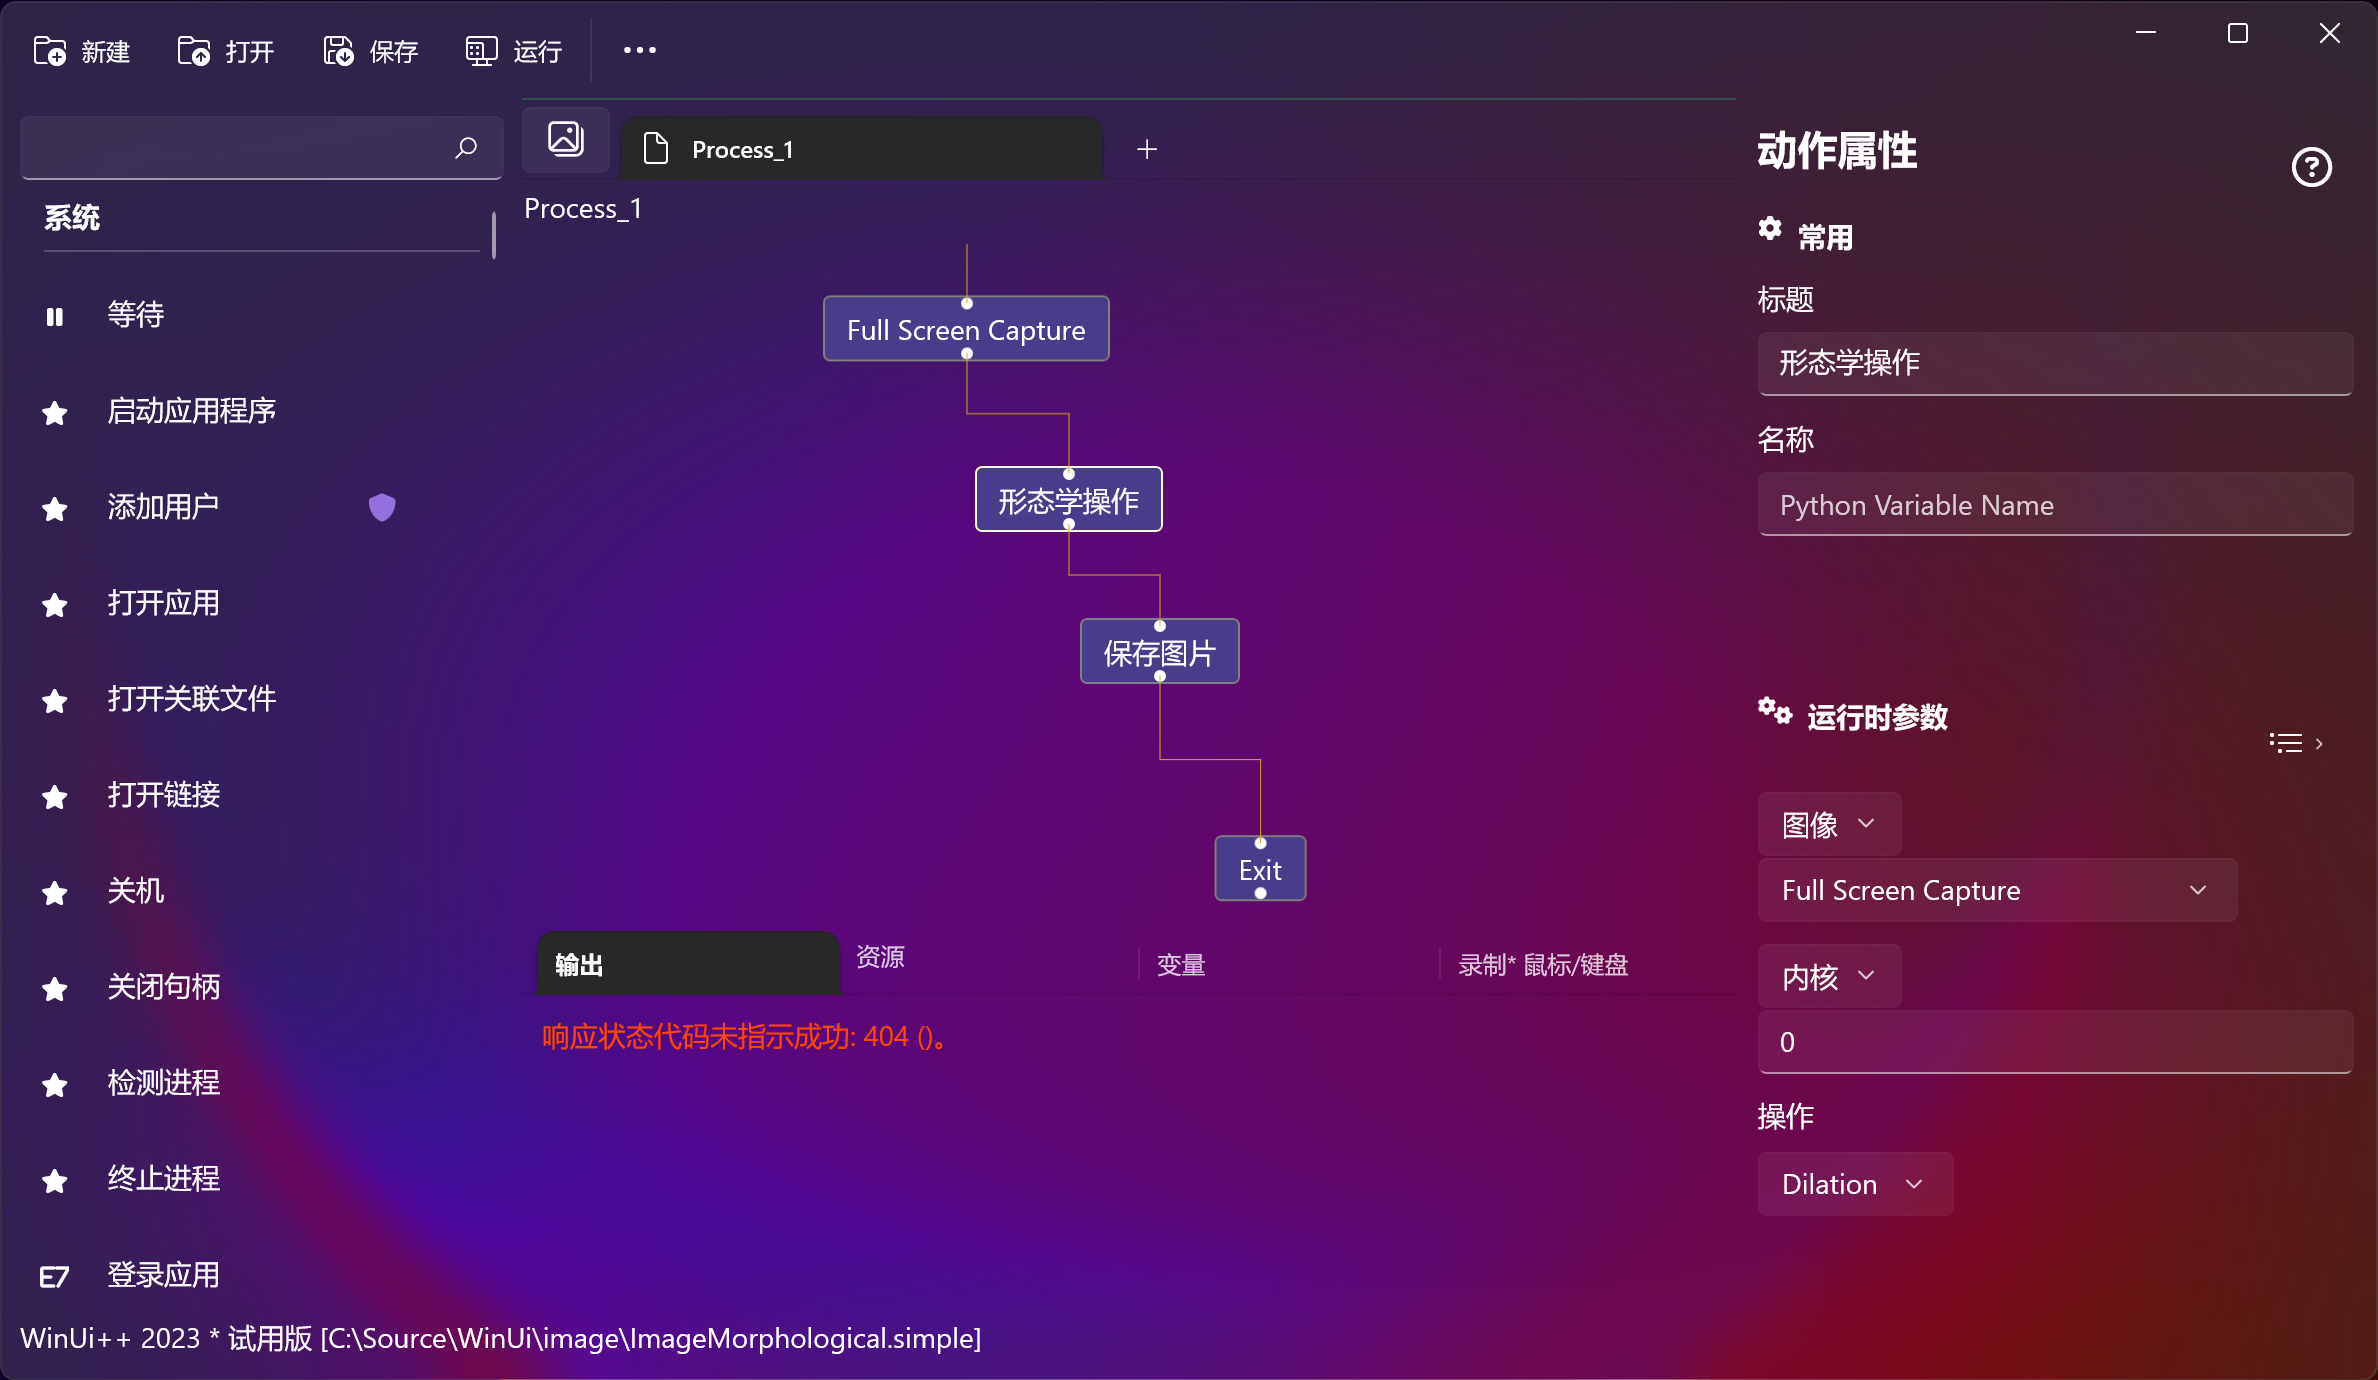 新建 打开 保存 运行
系统
等待
启动应用程序
添加用户
打开应用
打开关联文件
打开链接
关机
关闭句柄
检测进程
终止进程
E7 登录应用
Process_1
Process_1
Full Screen Capture
形态学操作
保存图片
Exit
输出 资源 变量 录制* 鼠标/键盘
响应状态代码未指示成功: 404 ()。
动作属性
常用
标题
形态学操作
名称
Python Variable Name
运行时参数
图像
Full Screen Capture
内核
0
操作
Dilation
WinUi++ 2023 * 试用版 [C:\Source\WinUi\image\ImageMorphological.simple]